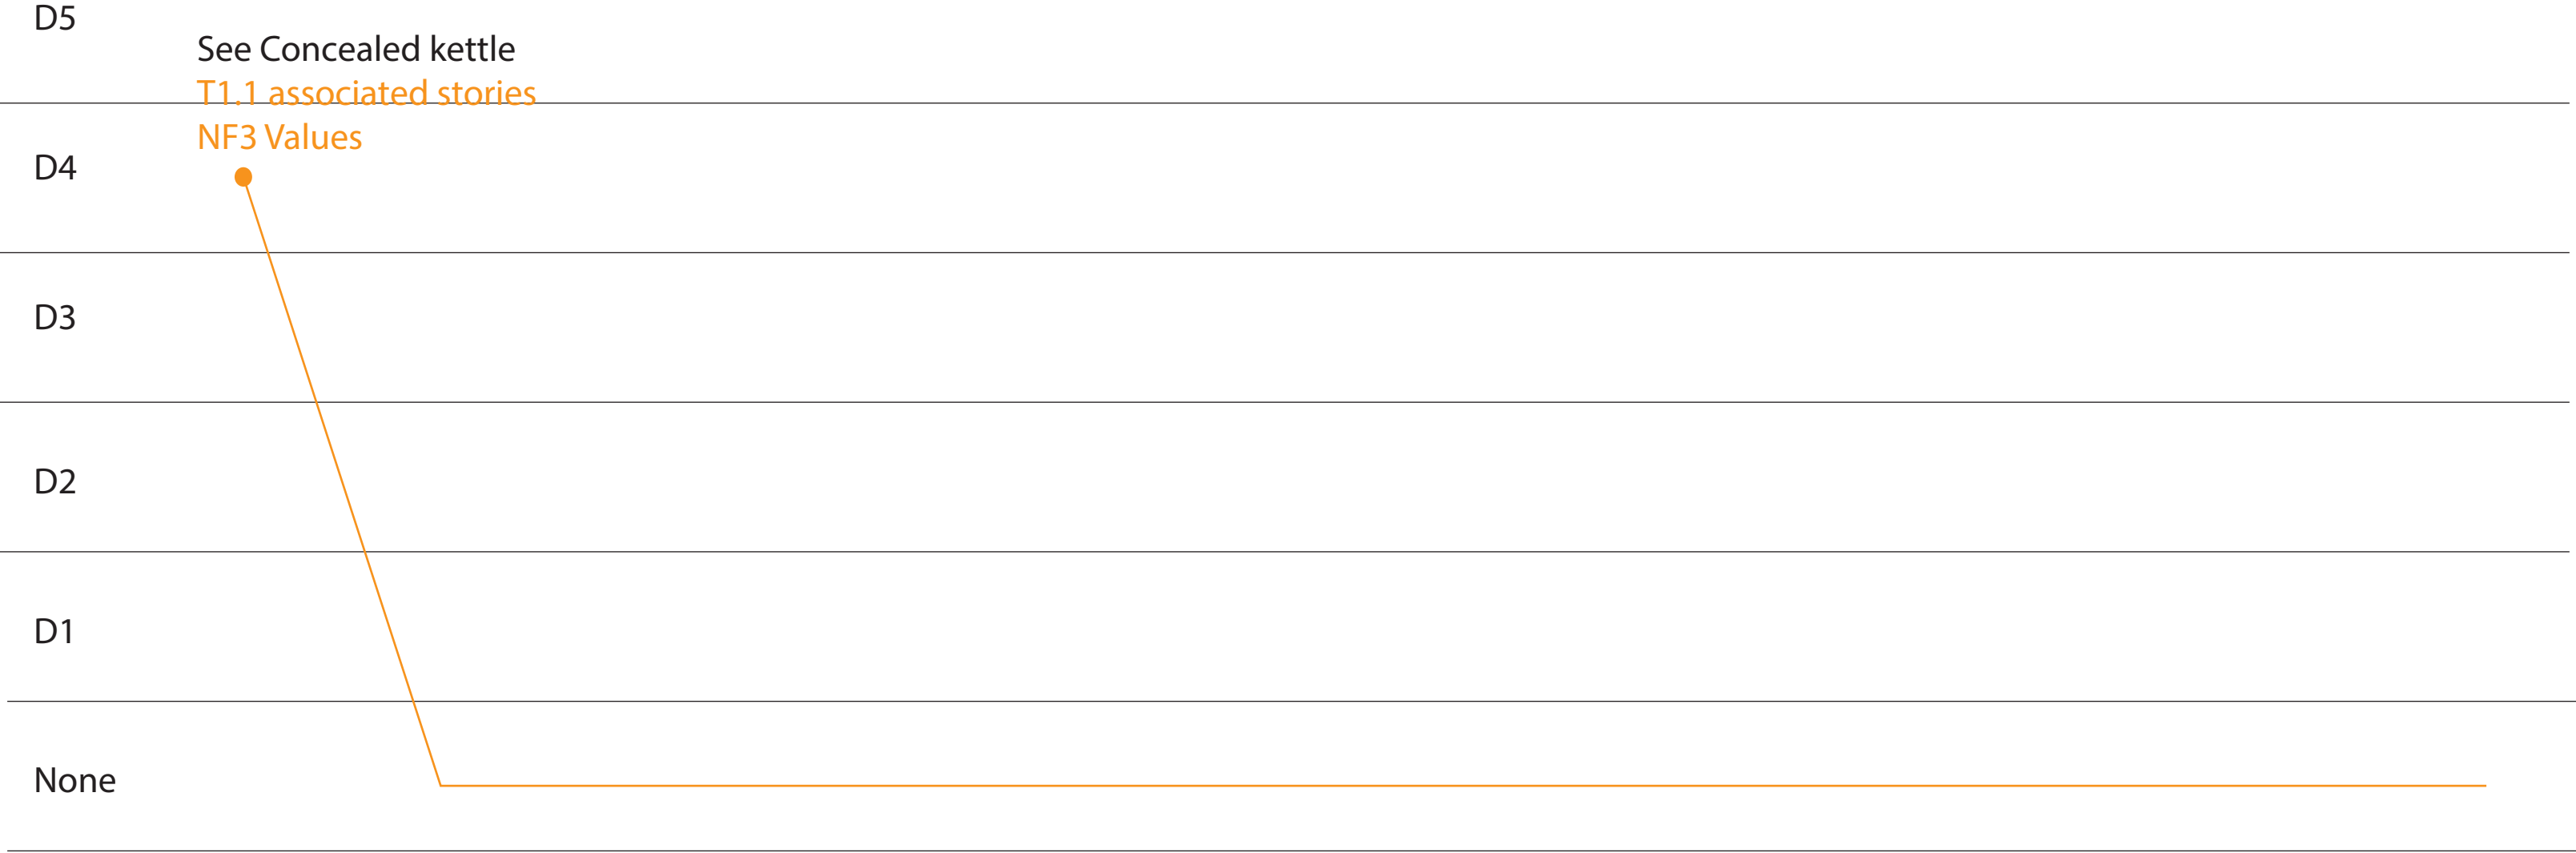 D5
See Concealed kettle
T1.1 associated stories
NF3 Values
D4
D3
D2
D1
None